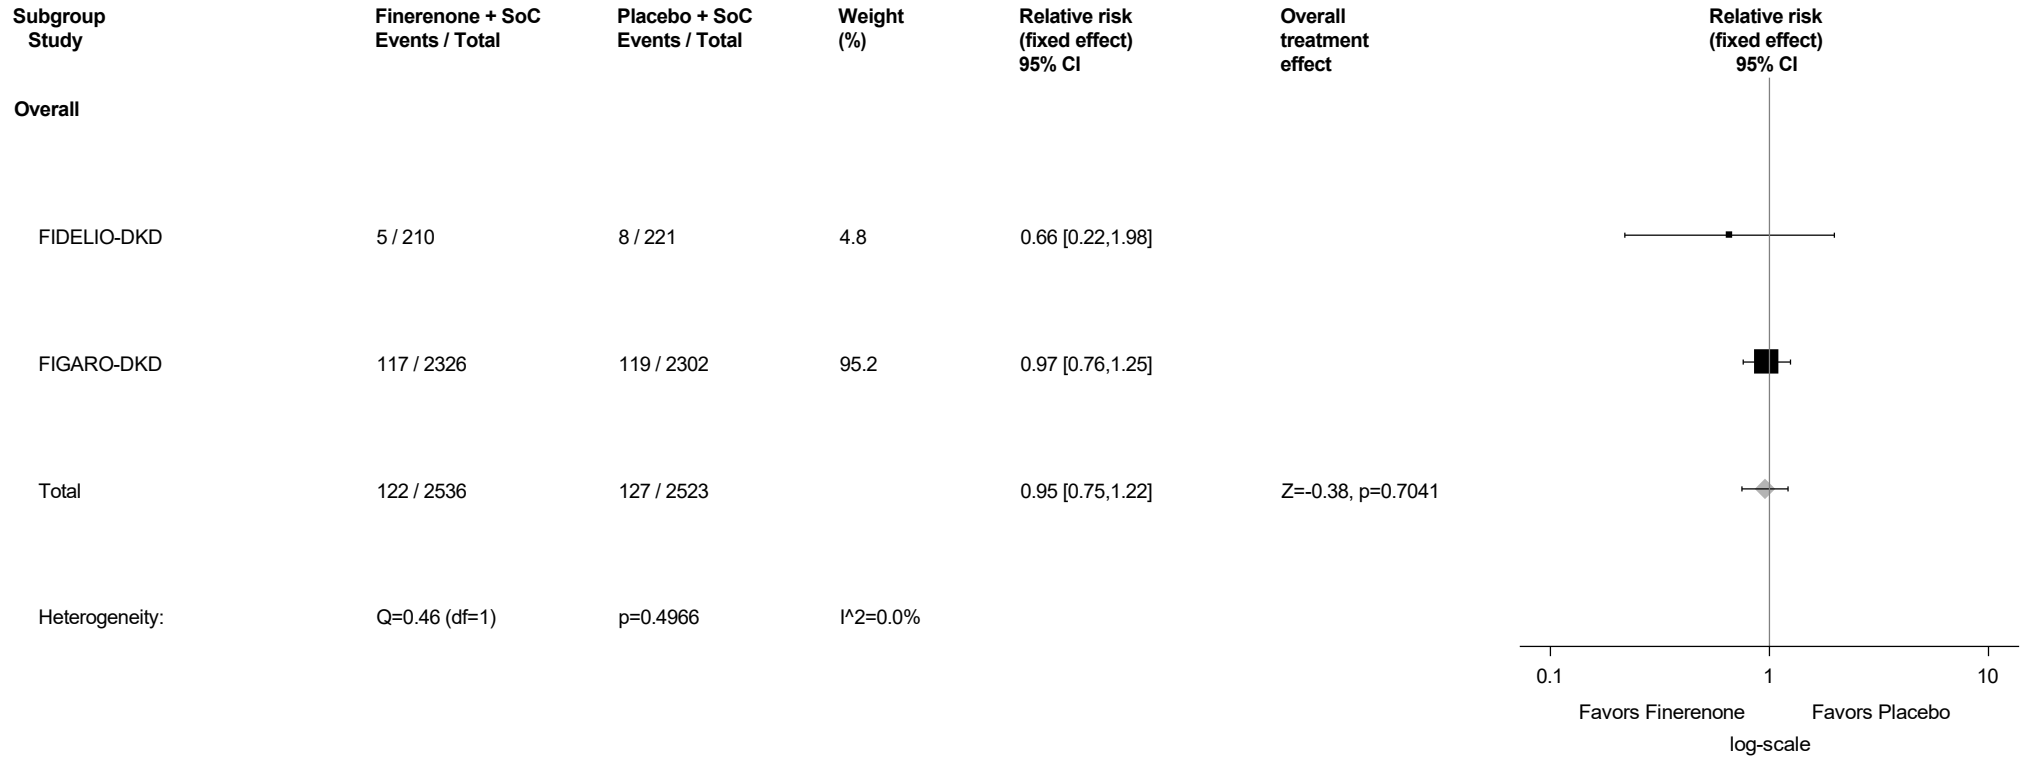 Subgroup Finerenone + SoC Placebo + SoC Weight Relative risk Overall Relative risk
Study Events / Total Events / Total (%) (fixed effect) treatment (fixed effect)
95% CI effect 95% CI
Overall
FIDELIO-DKD 5 / 210 8 / 221 4.8 0.66 [0.22,1.98]
FIGARO-DKD 117 / 2326 119 / 2302 95.2 0.97 [0.76,1.25]
Total 122 / 2536 127 / 2523 0.95 [0.75,1.22] Z=-0.38, p=0.7041
Heterogeneity: Q=0.46 (df=1) p=0.4966 I^2=0.0%
0.1 1 10
Favors Finerenone Favors Placebo
log-scale